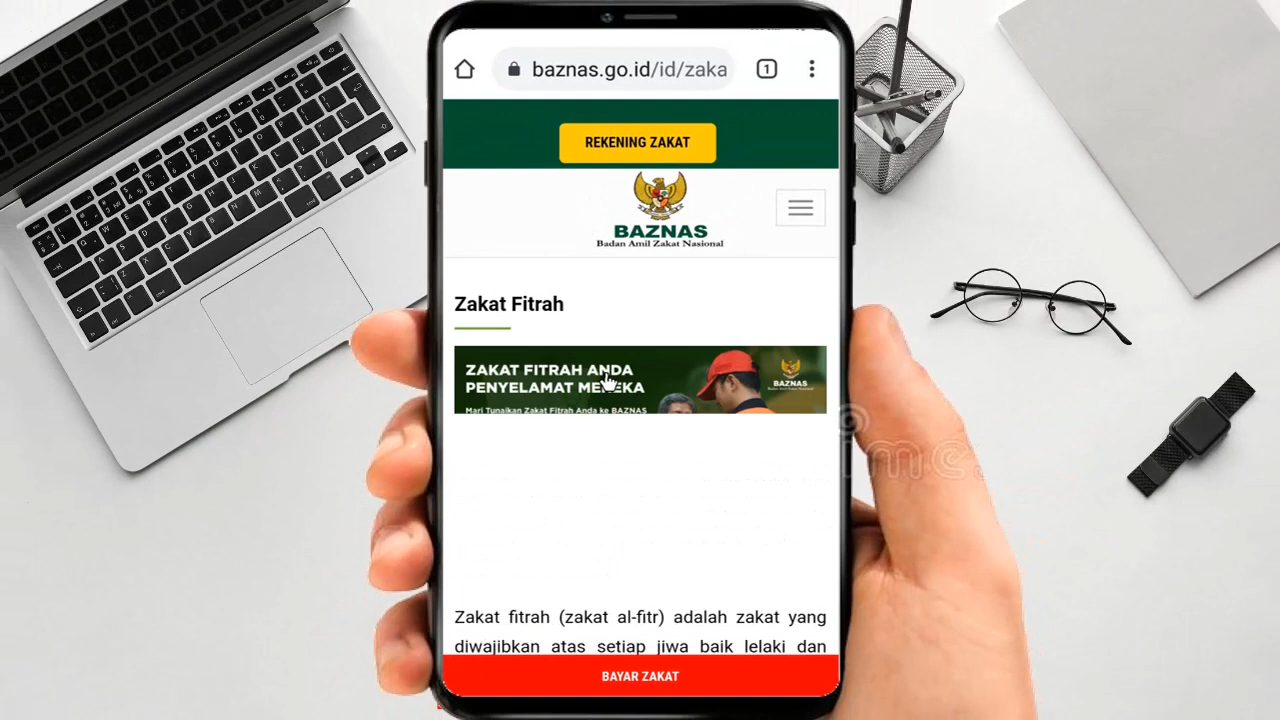 baznas.go.id/id/zaka
1
REKENING ZAKAT
BAZNAS
Badan Amil Zakat Nasional
Zakat Fitrah
ZAKAT FITRAH ANDA
PENYELAMAT MEREKA
Mari Tunaikan Zakat Fitrah Anda ke BAZNAS
BAZNAS
Zakat fitrah (zakat al-fitr) adalah zakat yang
diwajibkan atas setiap jiwa baik lelaki dan
BAYAR ZAKAT